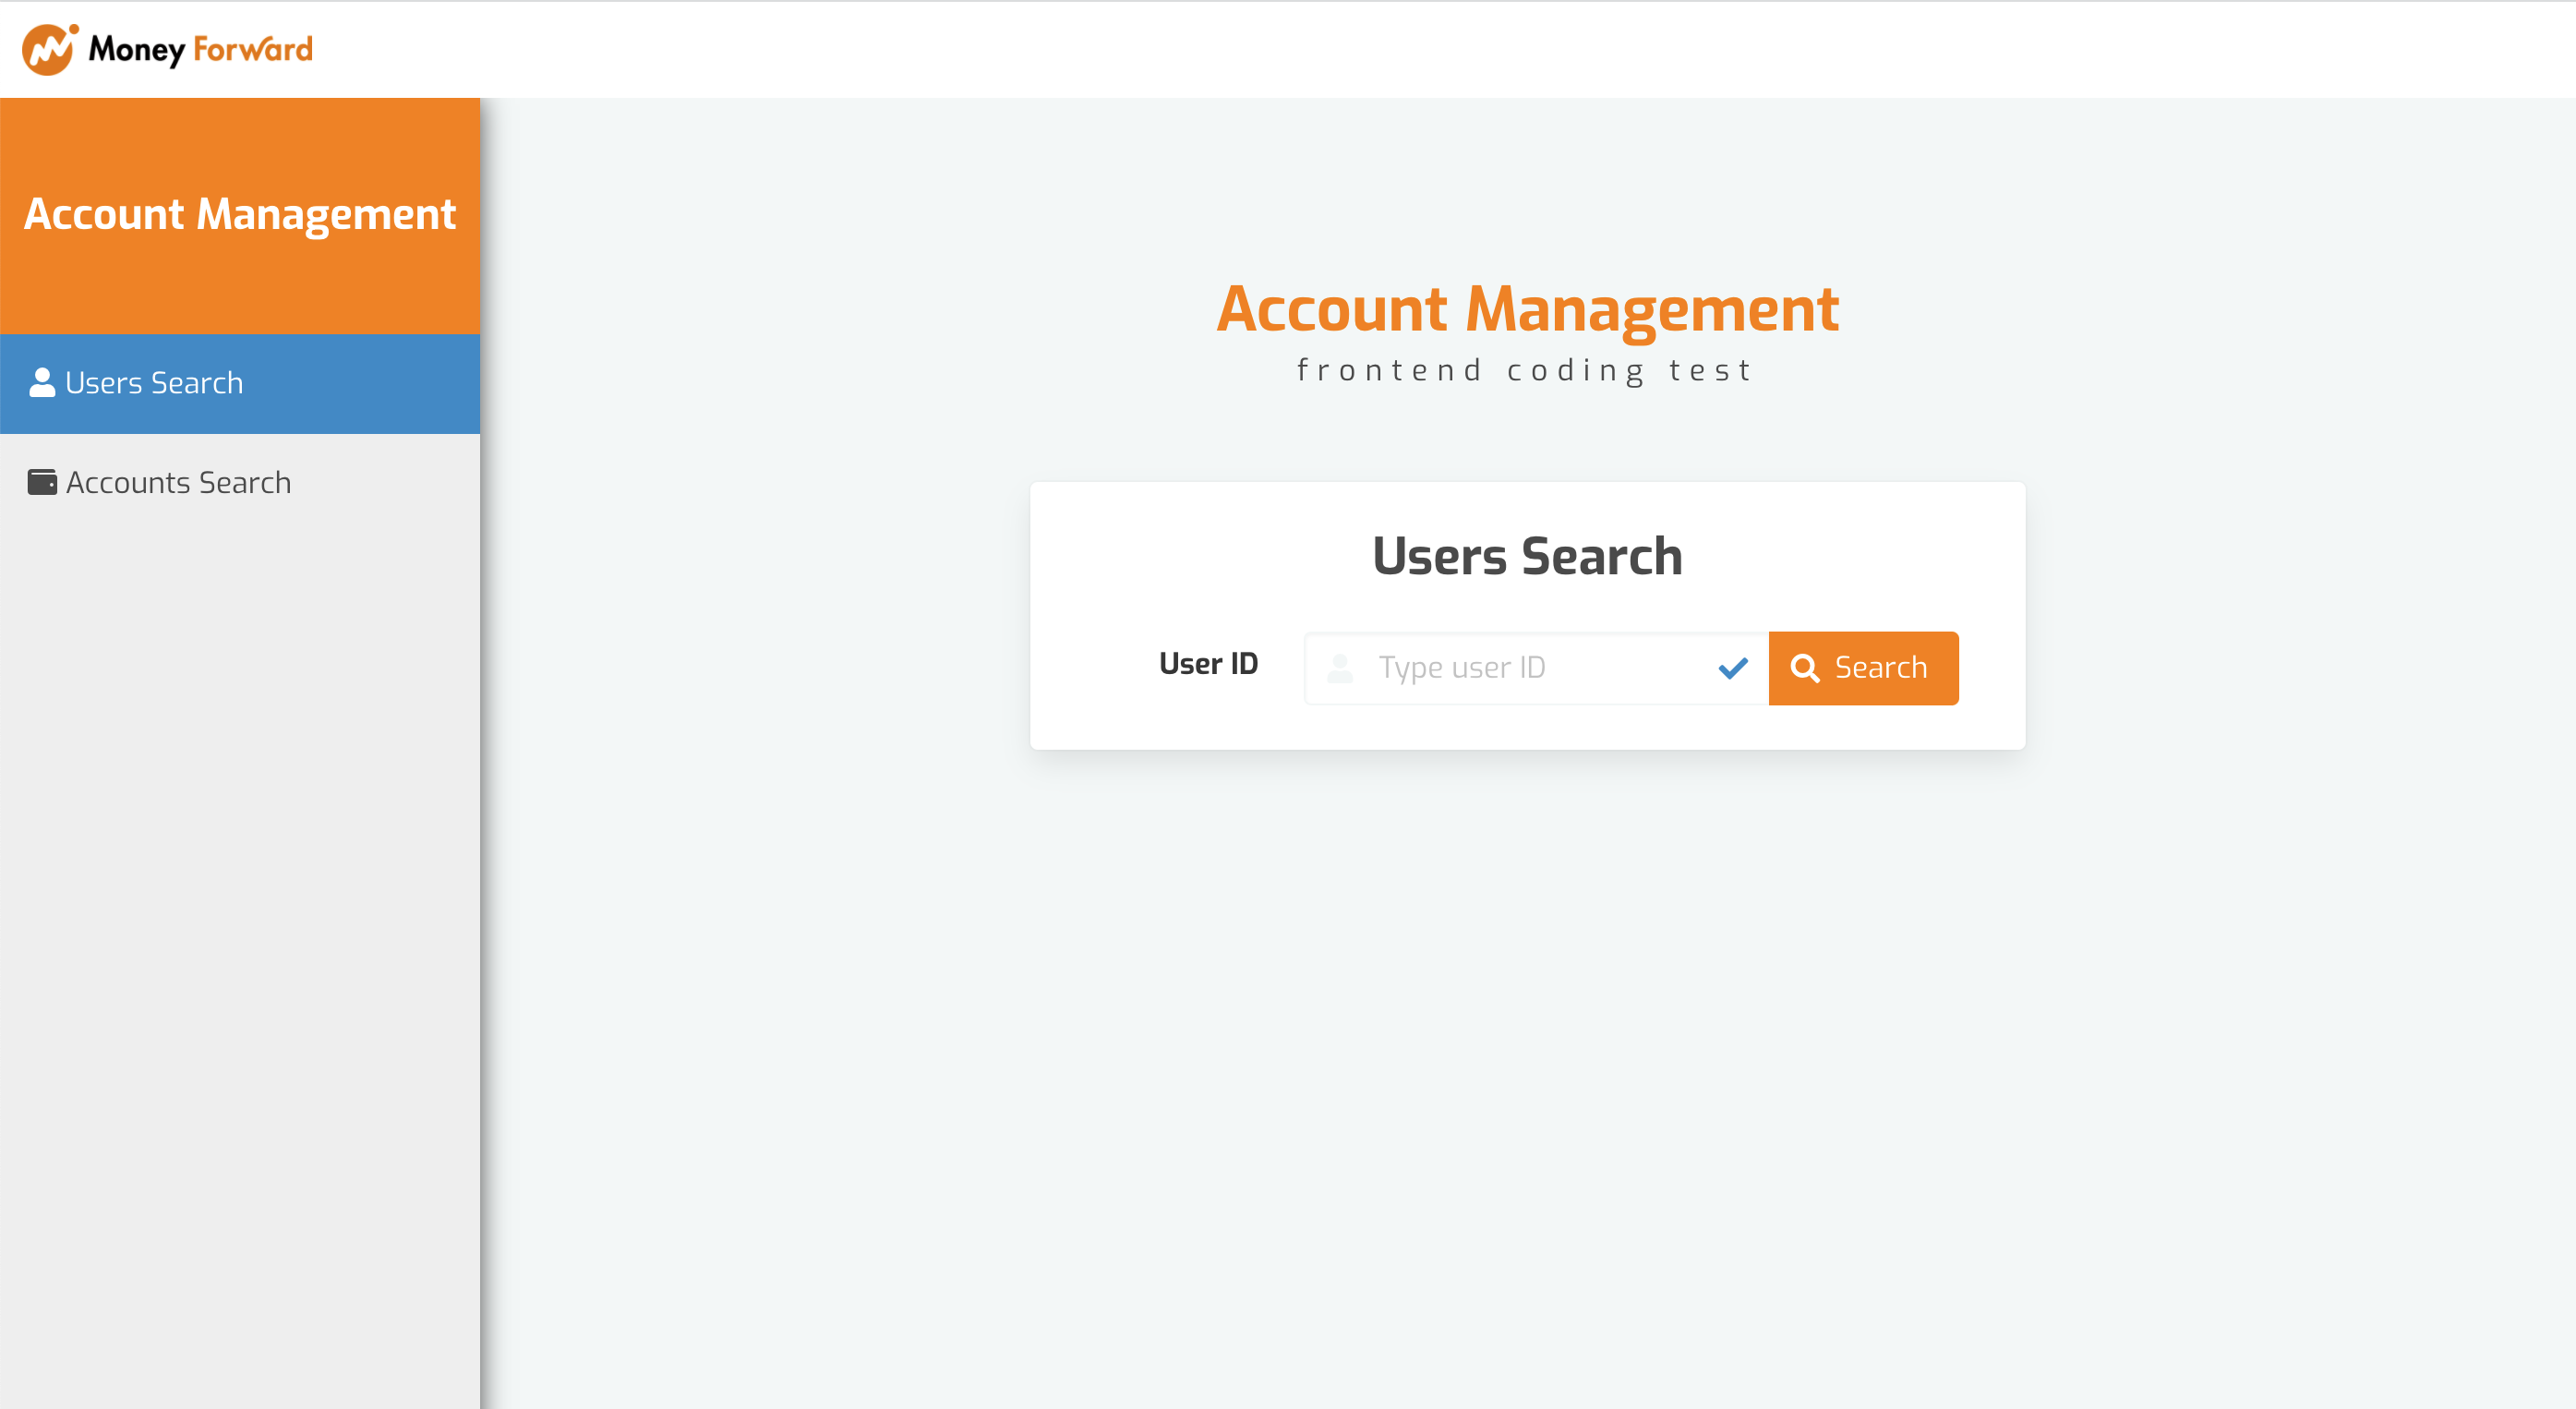 Money Forward
Account Management
Users Search
Accounts Search
Account Management
frontend coding test
Users Search
User ID
Type user ID
Search